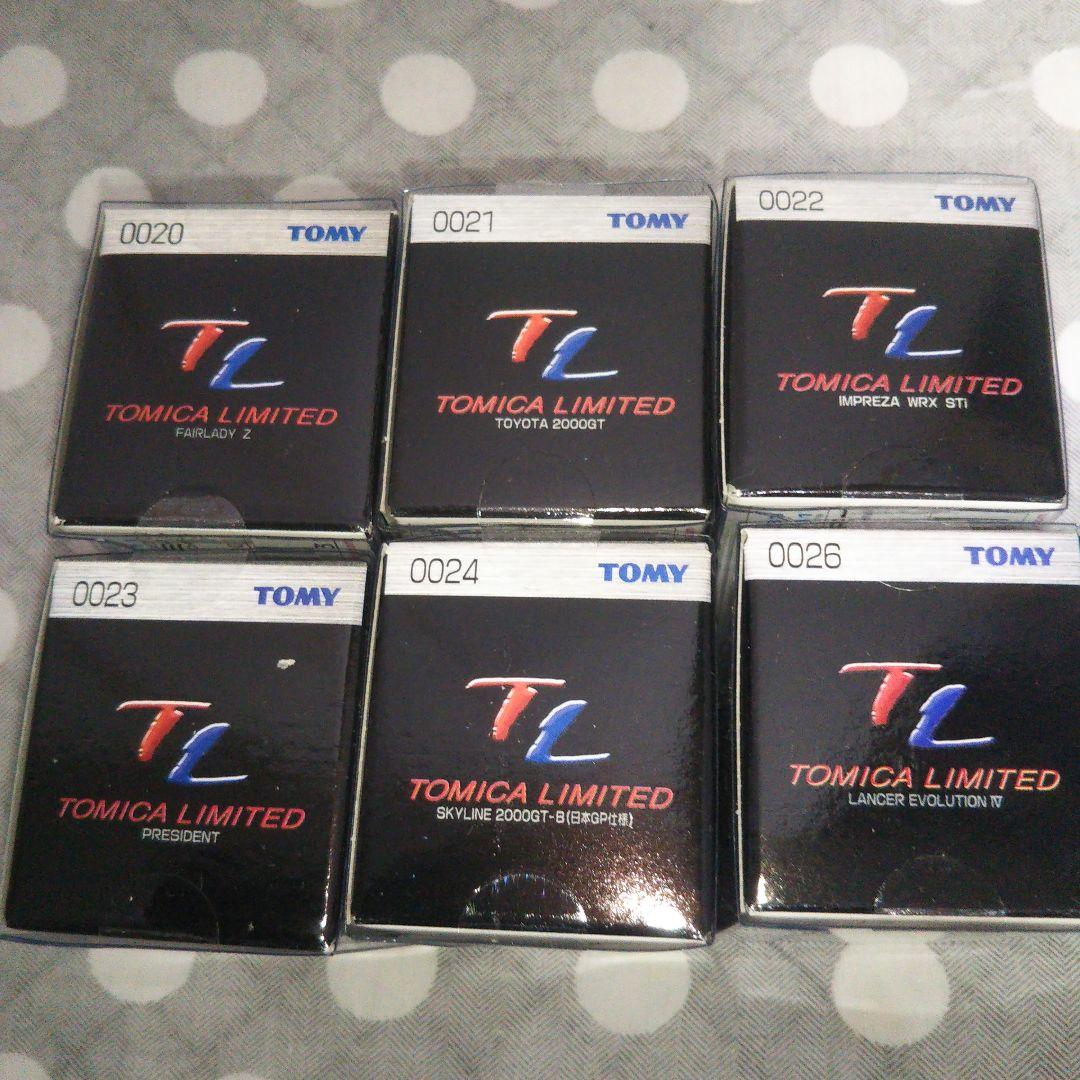 0020 TOMY
TL
TOMICA LIMITED
FAIRLADY Z
0021 TOMY
TL
TOMICA LIMITED
TOYOTA 2000GT
0022 TOMY
TL
TOMICA LIMITED
IMPREZA WRX STi
0023 TOMY
TL
TOMICA LIMITED
PRESIDENT
0024 TOMY
TL
TOMICA LIMITED
SKYLINE 2000GT-B(日本GP仕様)
0026 TOMY
TL
TOMICA LIMITED
LANCER EVOLUTION Ⅳ